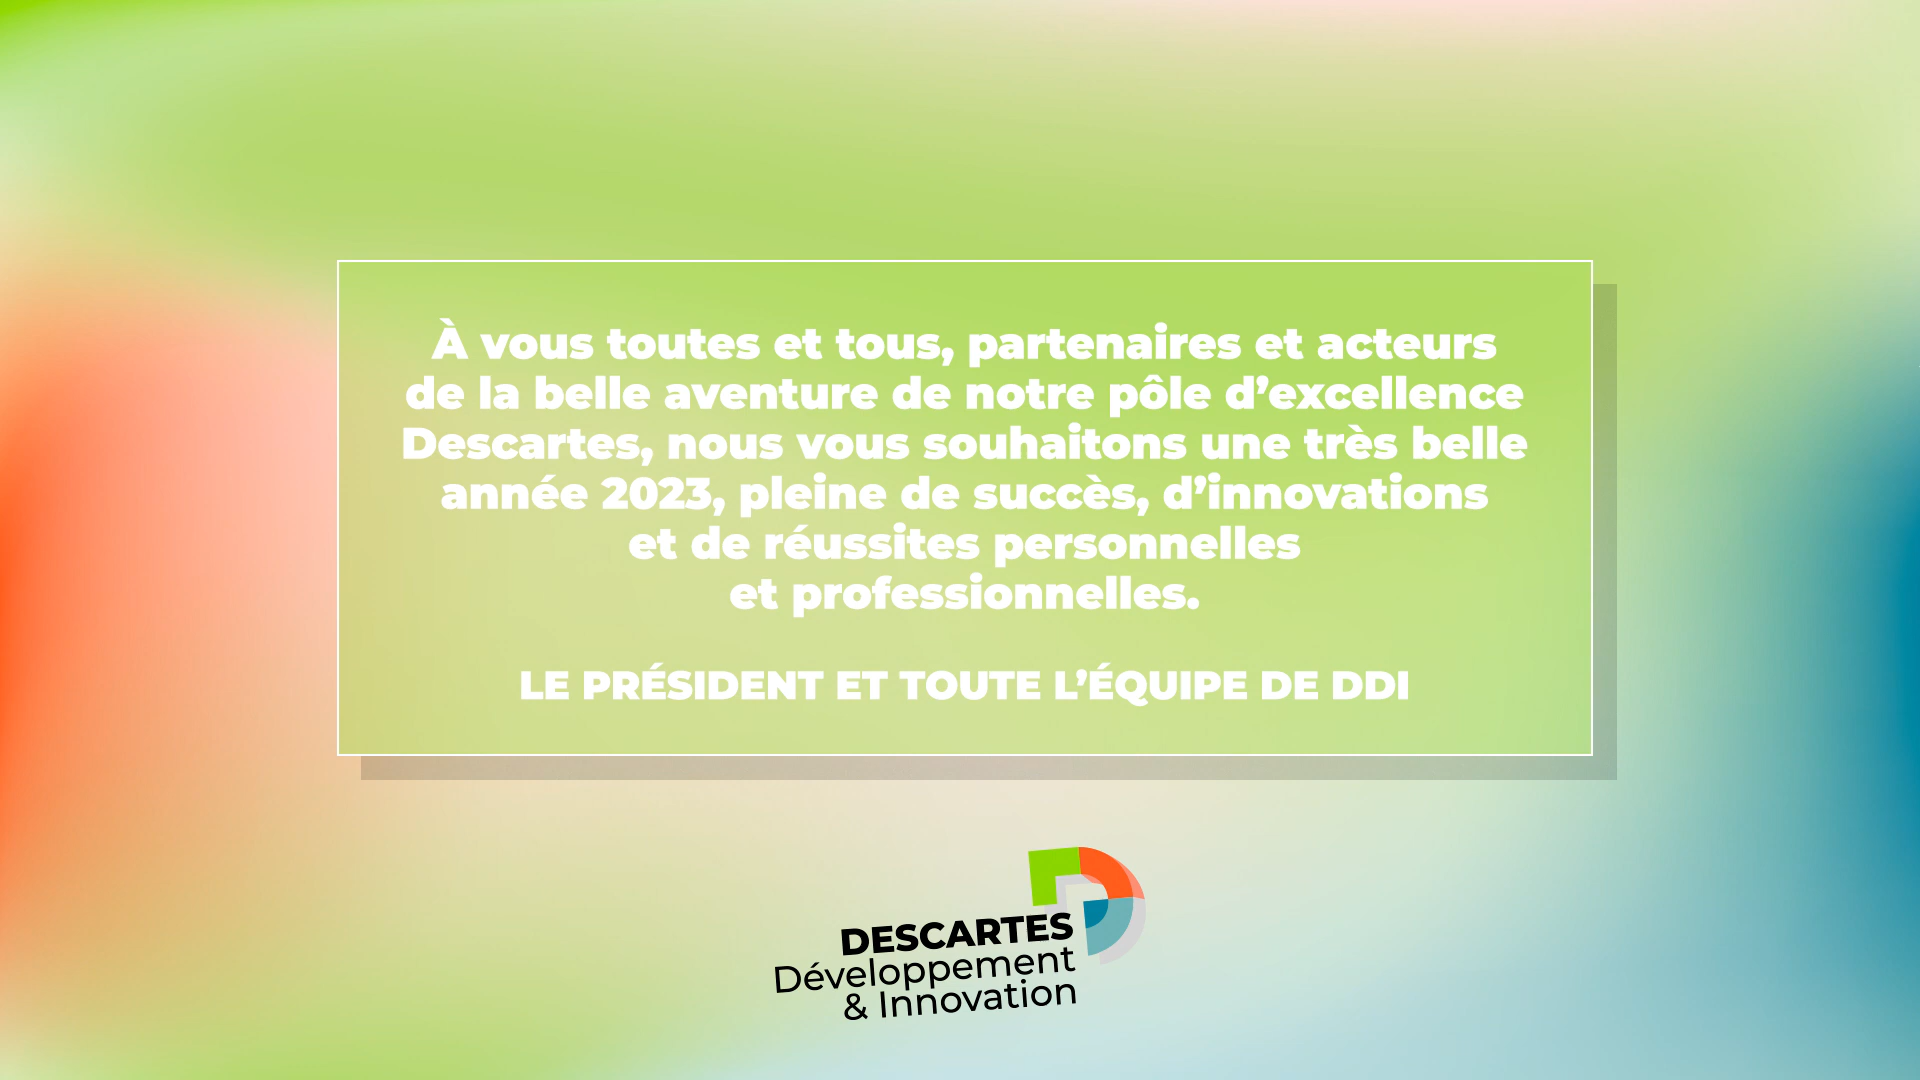 À vous toutes et tous, partenaires et acteurs
de la belle aventure de notre pôle d’excellence
Descartes, nous vous souhaitons une très belle
année 2023, pleine de succès, d’innovations
et de réussites personnelles
et professionnelles.
LE PRÉSIDENT ET TOUTE L’ÉQUIPE DE DDI
DESCARTES
Développement
& Innovation